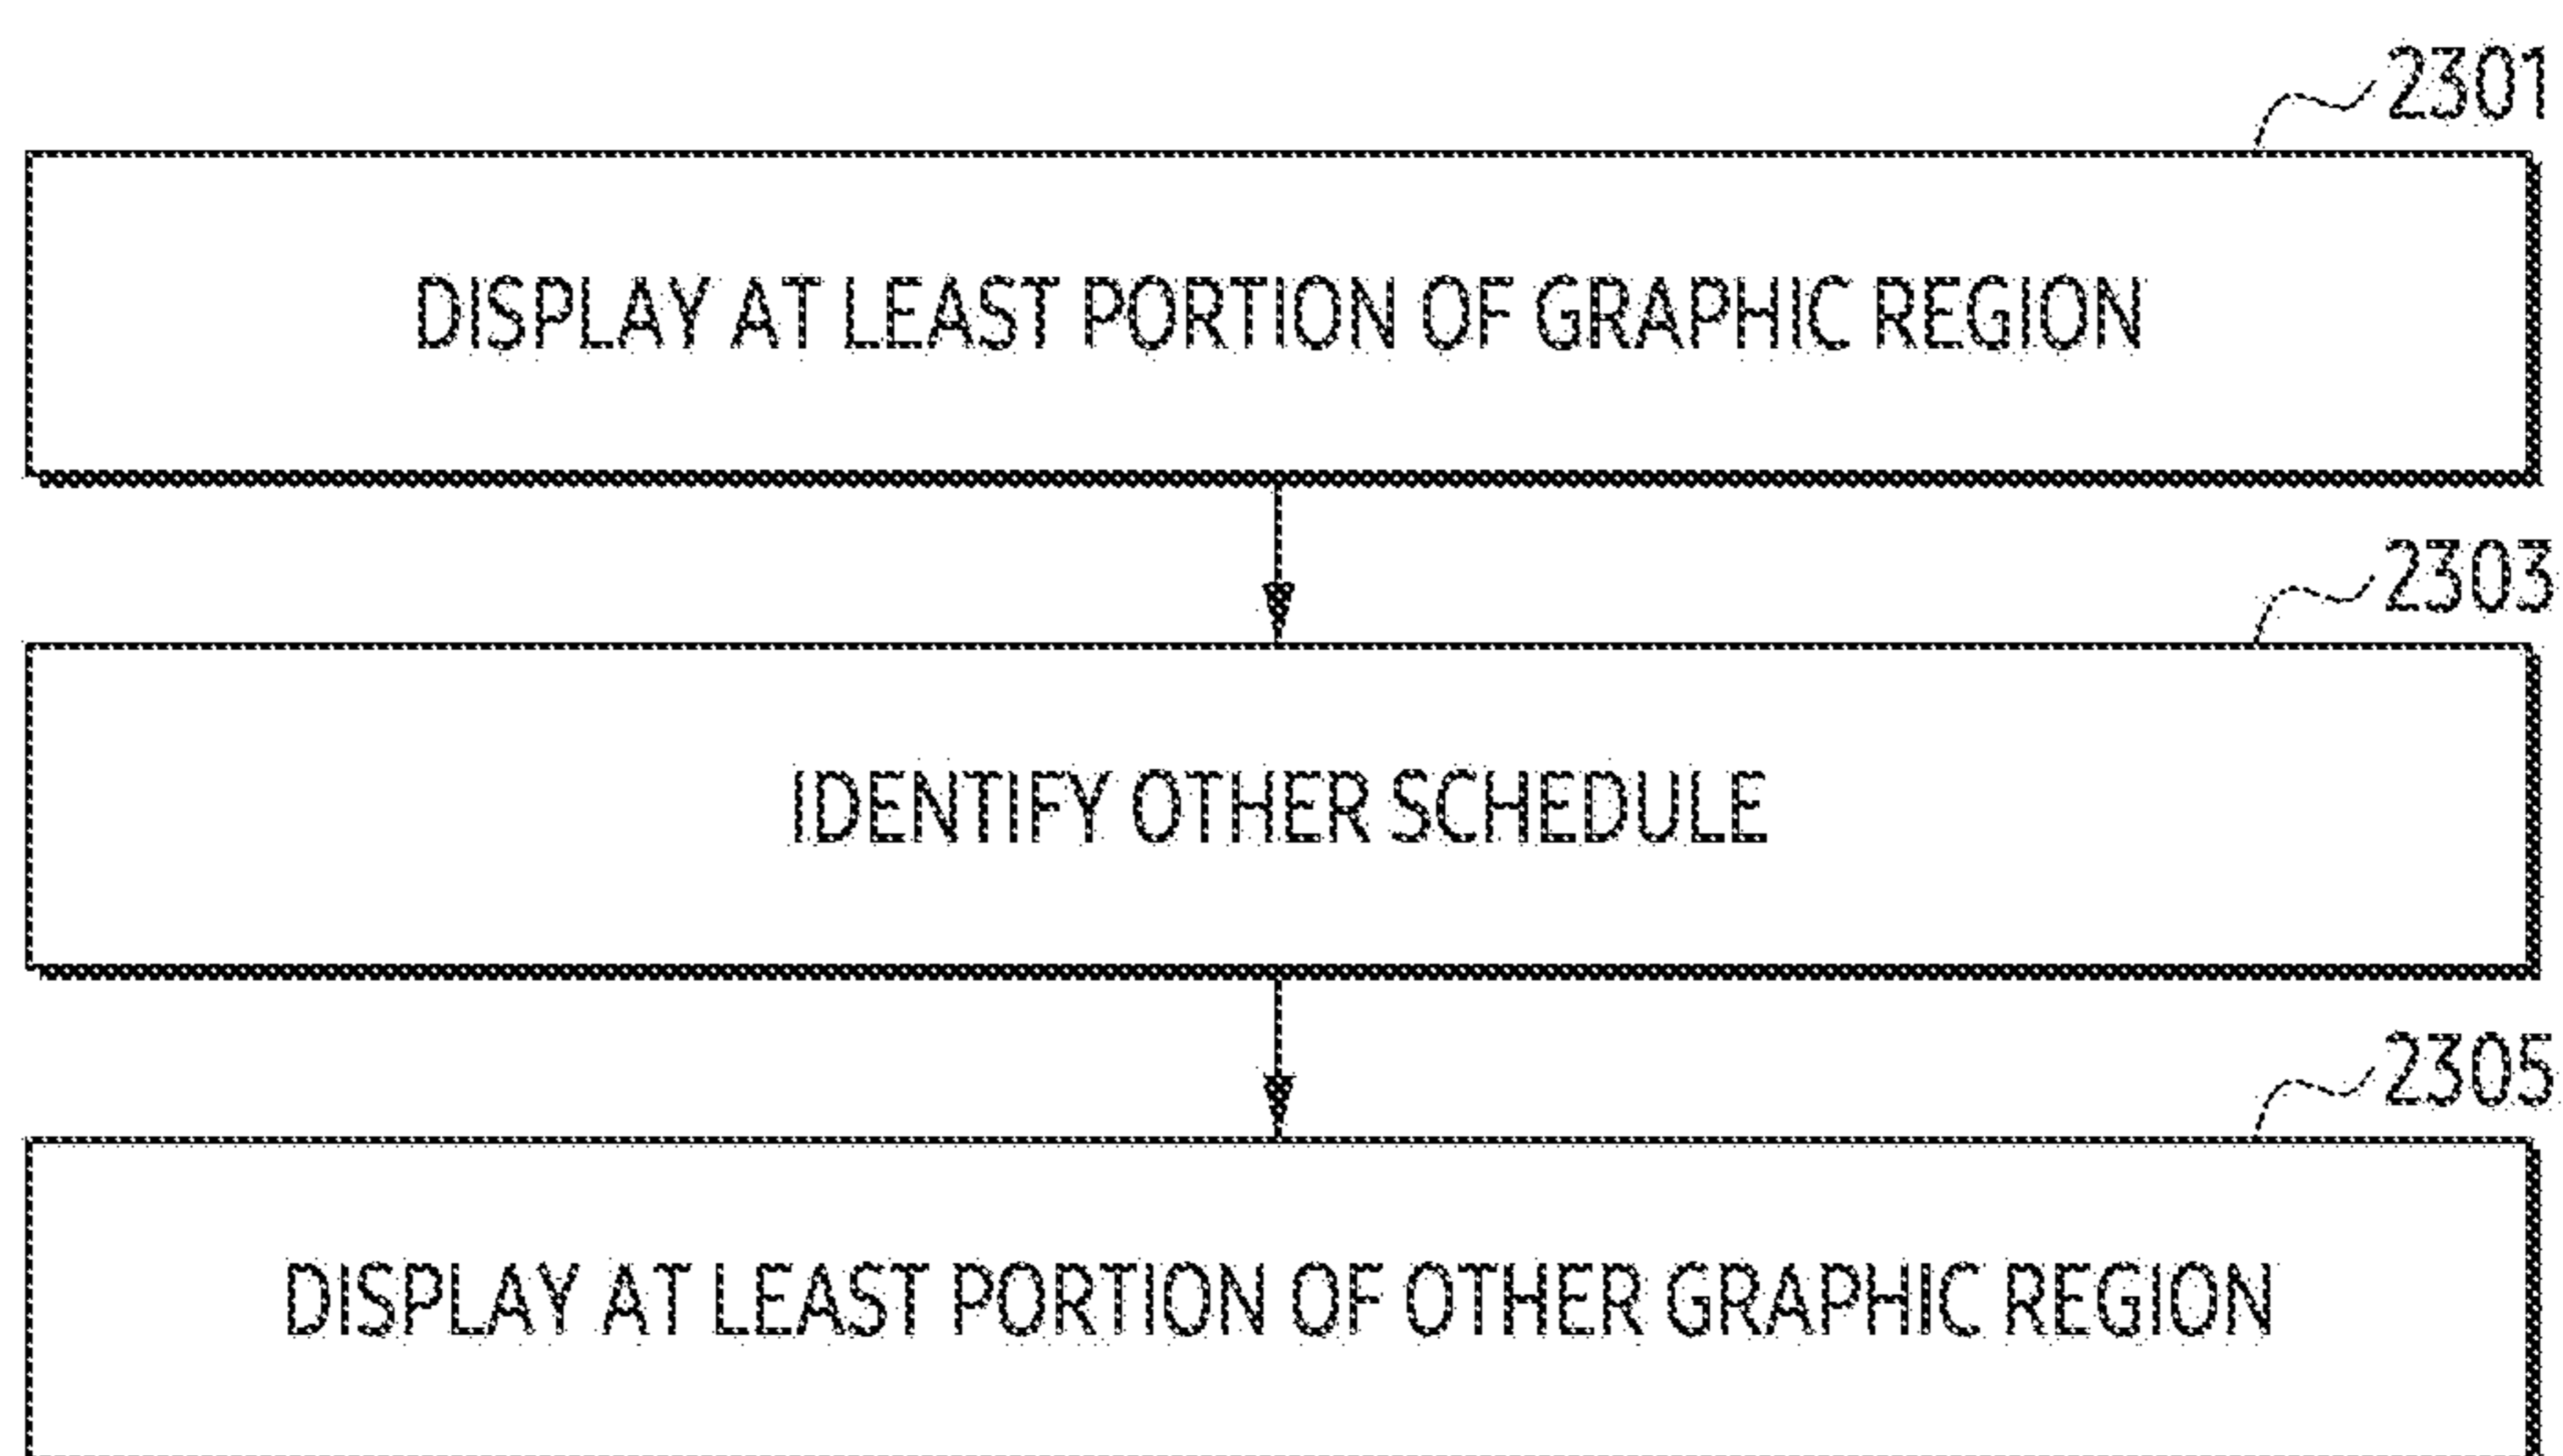 2301
DISPLAY AT LEAST PORTION OF GRAPHIC REGION
2303
IDENTIFY OTHER SCHEDULE
2305
DISPLAY AT LEAST PORTION OF OTHER GRAPHIC REGION